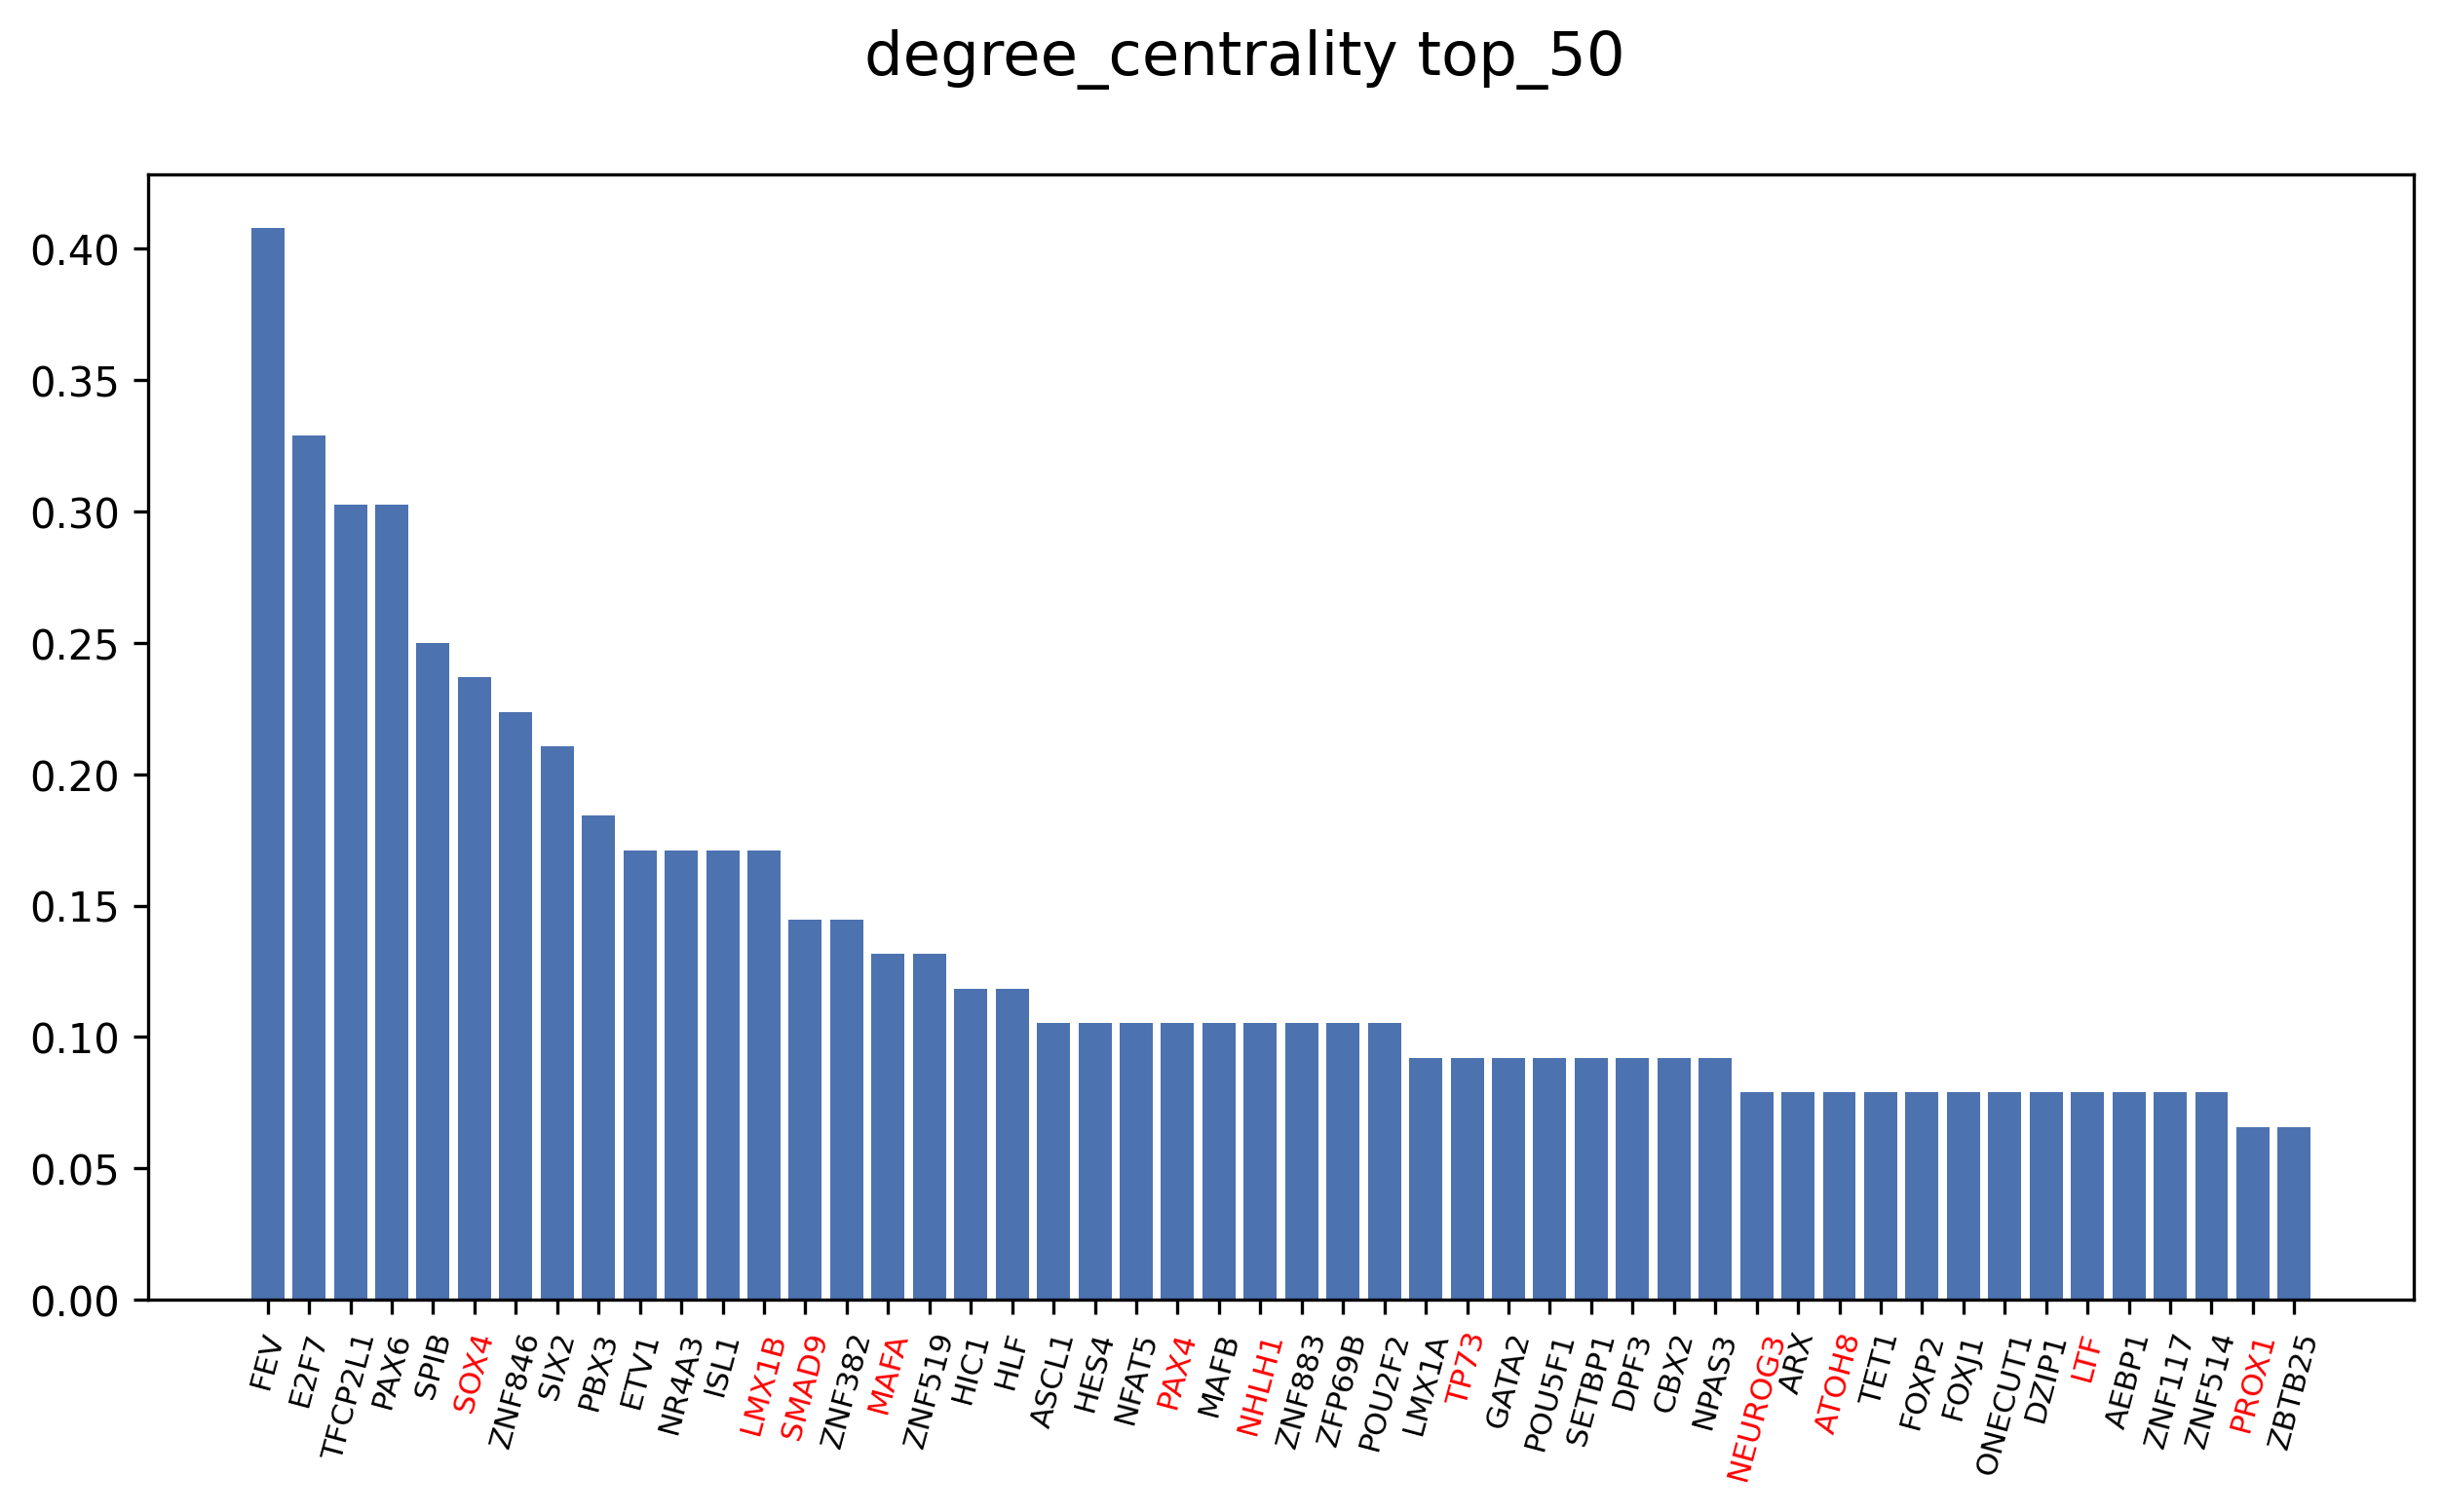 degree_centrality top_50
0.40
0.35
0.30
0.25
0.20
0.15
0.10
0.05
0.00
FEV
E2F7
TFCP2L1
PAX6
SPIB
SOX4
ZNF846
SIX2
PBX3
ETV1
NR4A3
ISL1
LMX1B
SMAD9
ZNF382
MAFA
ZNF519
HIC1
HLF
ASCL1
HES4
NFAT5
PAX4
MAFB
NHLH1
ZNF883
ZFP69B
POU2F2
LMX1A
TP73
GATA2
POU5F1
SETBP1
DPF3
CBX2
NPAS3
NEUROG3
ARX
ATOH8
TET1
FOXP2
FOXJ1
ONECUT1
DZIP1
LTF
AEBP1
ZNF117
ZNF514
PROX1
ZBTB25